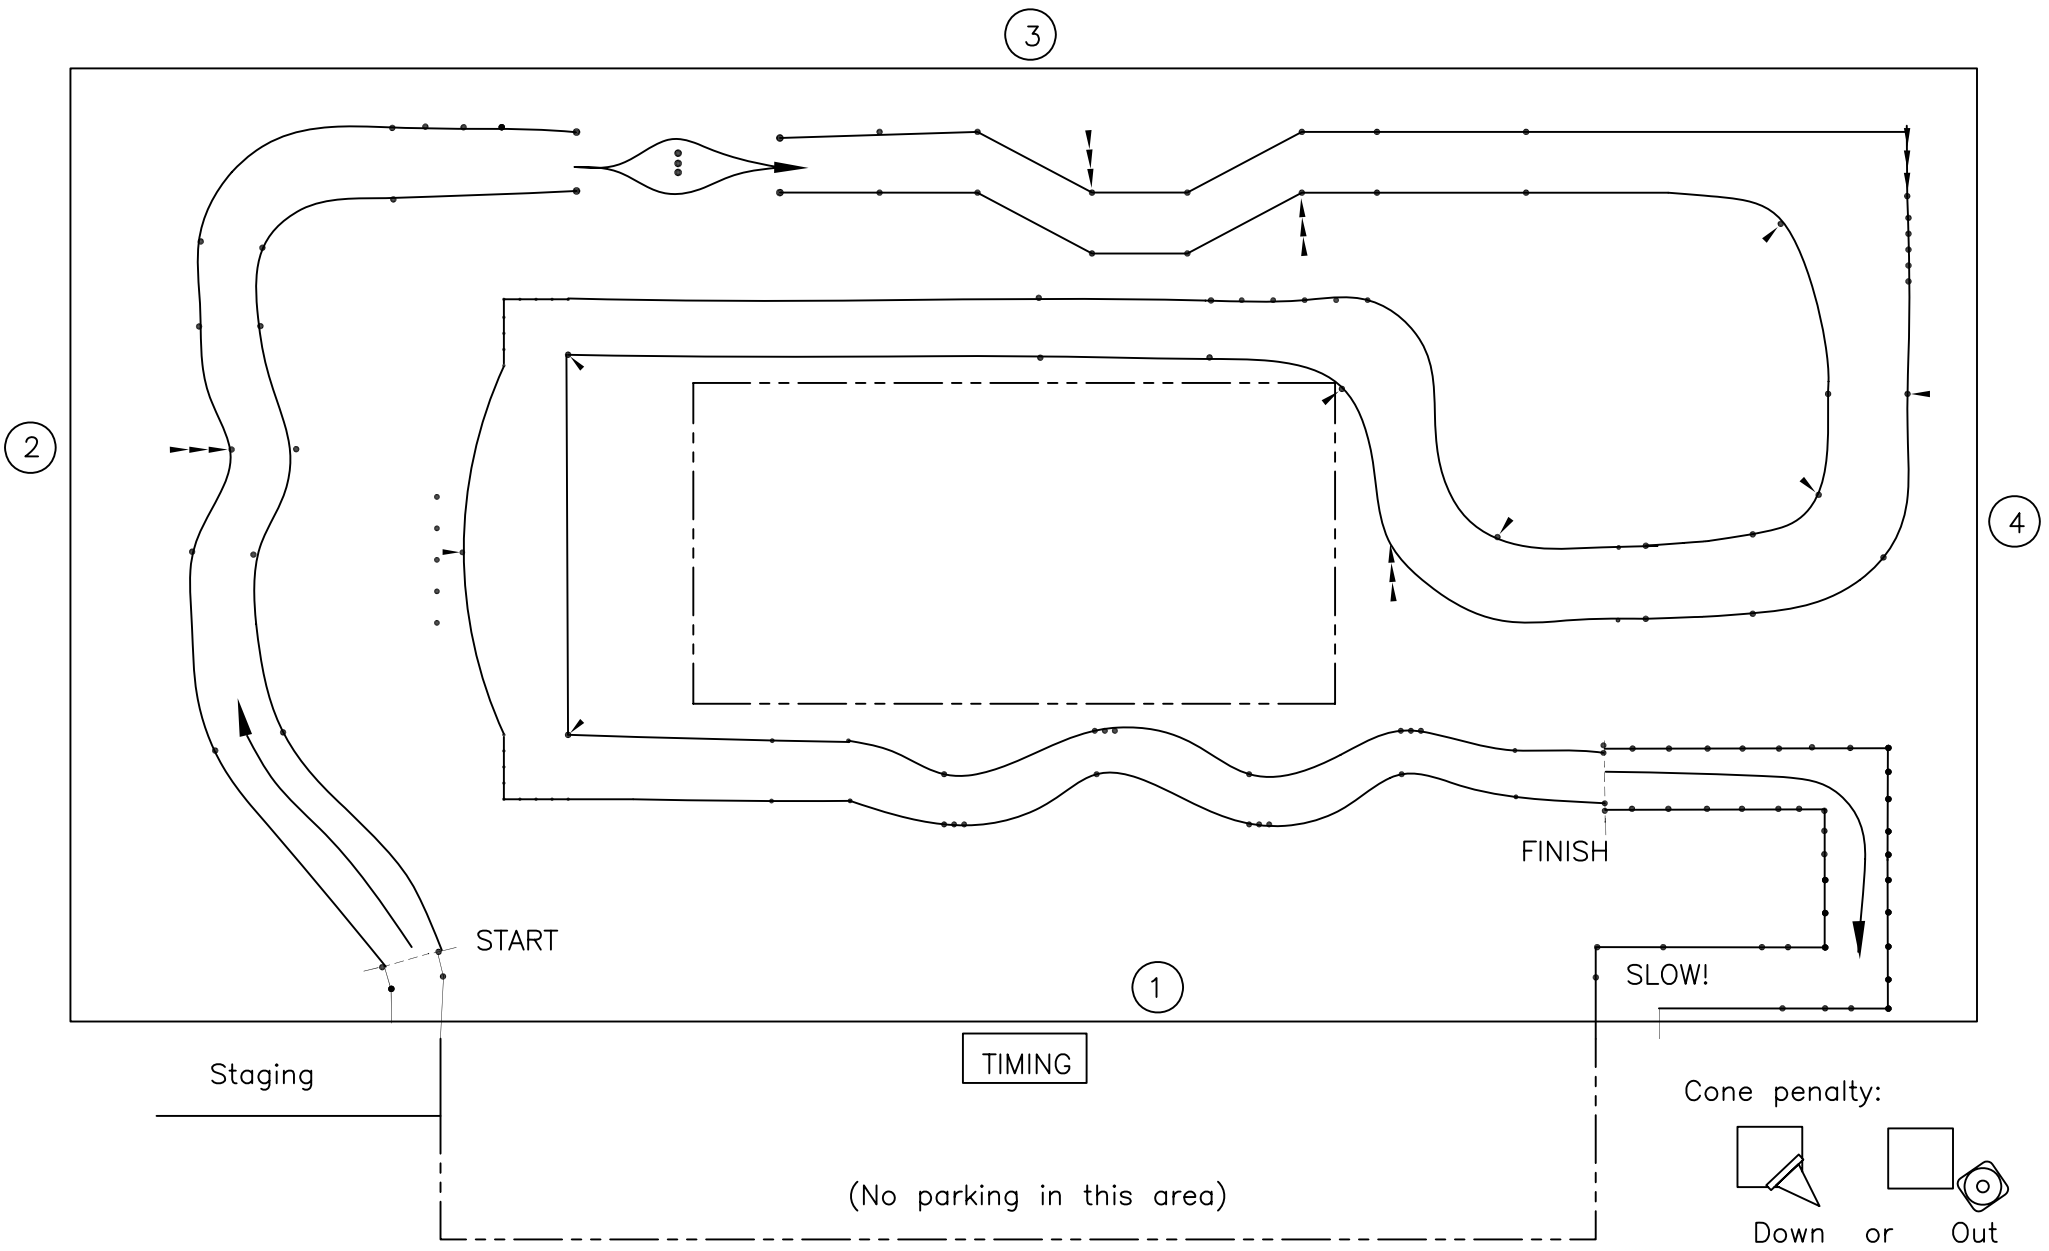 3
2
4
FINISH
START
SLOW!
1
TIMING
Staging
Cone penalty:
(No parking in this area)
Down or Out